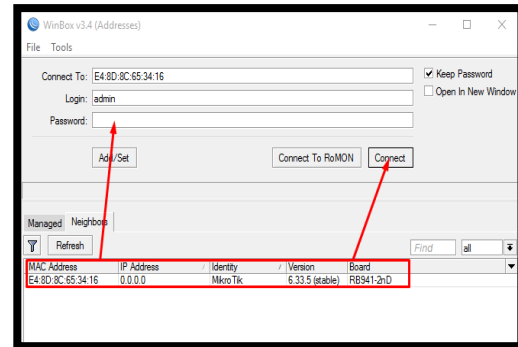 WinBox v3.4 (Addresses)
File Tools
Connect To: E4:8D:8C:65:34:16
Keep Password
Login: admin
Open In New Window
Password:
Add/Set Connect To RoMON Connect
Managed Neighbors
Refresh Find all
MAC Address IP Address Identity Version Board
E4:8D:8C:65:34:16 0.0.0.0 MikroTik 6.33.5 (stable) RB941-2nD